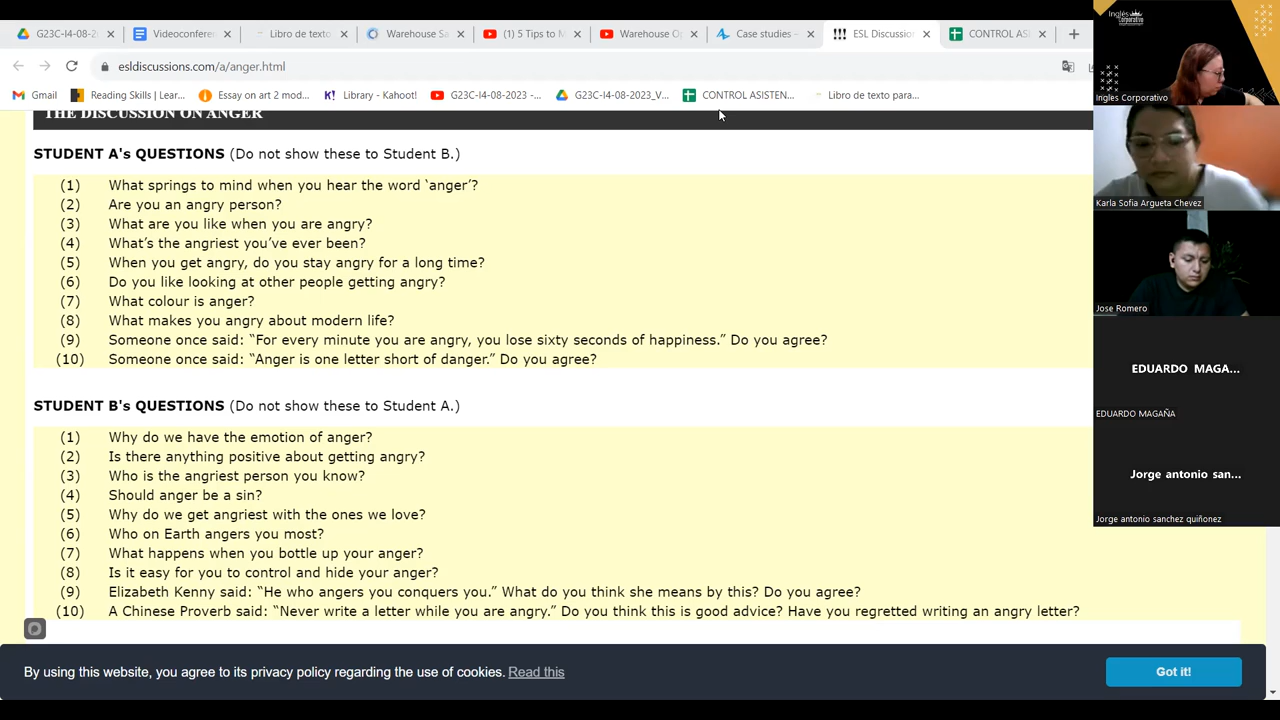 G23C-I4-08-2
Videoconferen
Libro de texto
Warehouse Sa
(1) 5 Tips to M
Warehouse Op
Case studies –
ESL Discussion
CONTROL ASI
esldiscussions.com/a/anger.html
Gmail
Reading Skills | Lear...
Essay on art 2 mod...
Library - Kahoot!
G23C-I4-08-2023 -...
G23C-I4-08-2023_V...
CONTROL ASISTEN...
Libro de texto para...
THE DISCUSSION ON ANGER
STUDENT A's QUESTIONS (Do not show these to Student B.)
(1) What springs to mind when you hear the word ‘anger’?
(2) Are you an angry person?
(3) What are you like when you are angry?
(4) What’s the angriest you’ve ever been?
(5) When you get angry, do you stay angry for a long time?
(6) Do you like looking at other people getting angry?
(7) What colour is anger?
(8) What makes you angry about modern life?
(9) Someone once said: “For every minute you are angry, you lose sixty seconds of happiness.” Do you agree?
(10) Someone once said: “Anger is one letter short of danger.” Do you agree?
STUDENT B's QUESTIONS (Do not show these to Student A.)
(1) Why do we have the emotion of anger?
(2) Is there anything positive about getting angry?
(3) Who is the angriest person you know?
(4) Should anger be a sin?
(5) Why do we get angriest with the ones we love?
(6) Who on Earth angers you most?
(7) What happens when you bottle up your anger?
(8) Is it easy for you to control and hide your anger?
(9) Elizabeth Kenny said: “He who angers you conquers you.” What do you think she means by this? Do you agree?
(10) A Chinese Proverb said: “Never write a letter while you are angry.” Do you think this is good advice? Have you regretted writing an angry letter?
By using this website, you agree to its privacy policy regarding the use of cookies. Read this
Got it!
Inglés
Corporativo
Ingles Corporativo
Karla Sofia Argueta Chevez
Jose Romero
EDUARDO MAGA...
EDUARDO MAGAÑA
Jorge antonio san...
Jorge antonio sanchez quiñonez